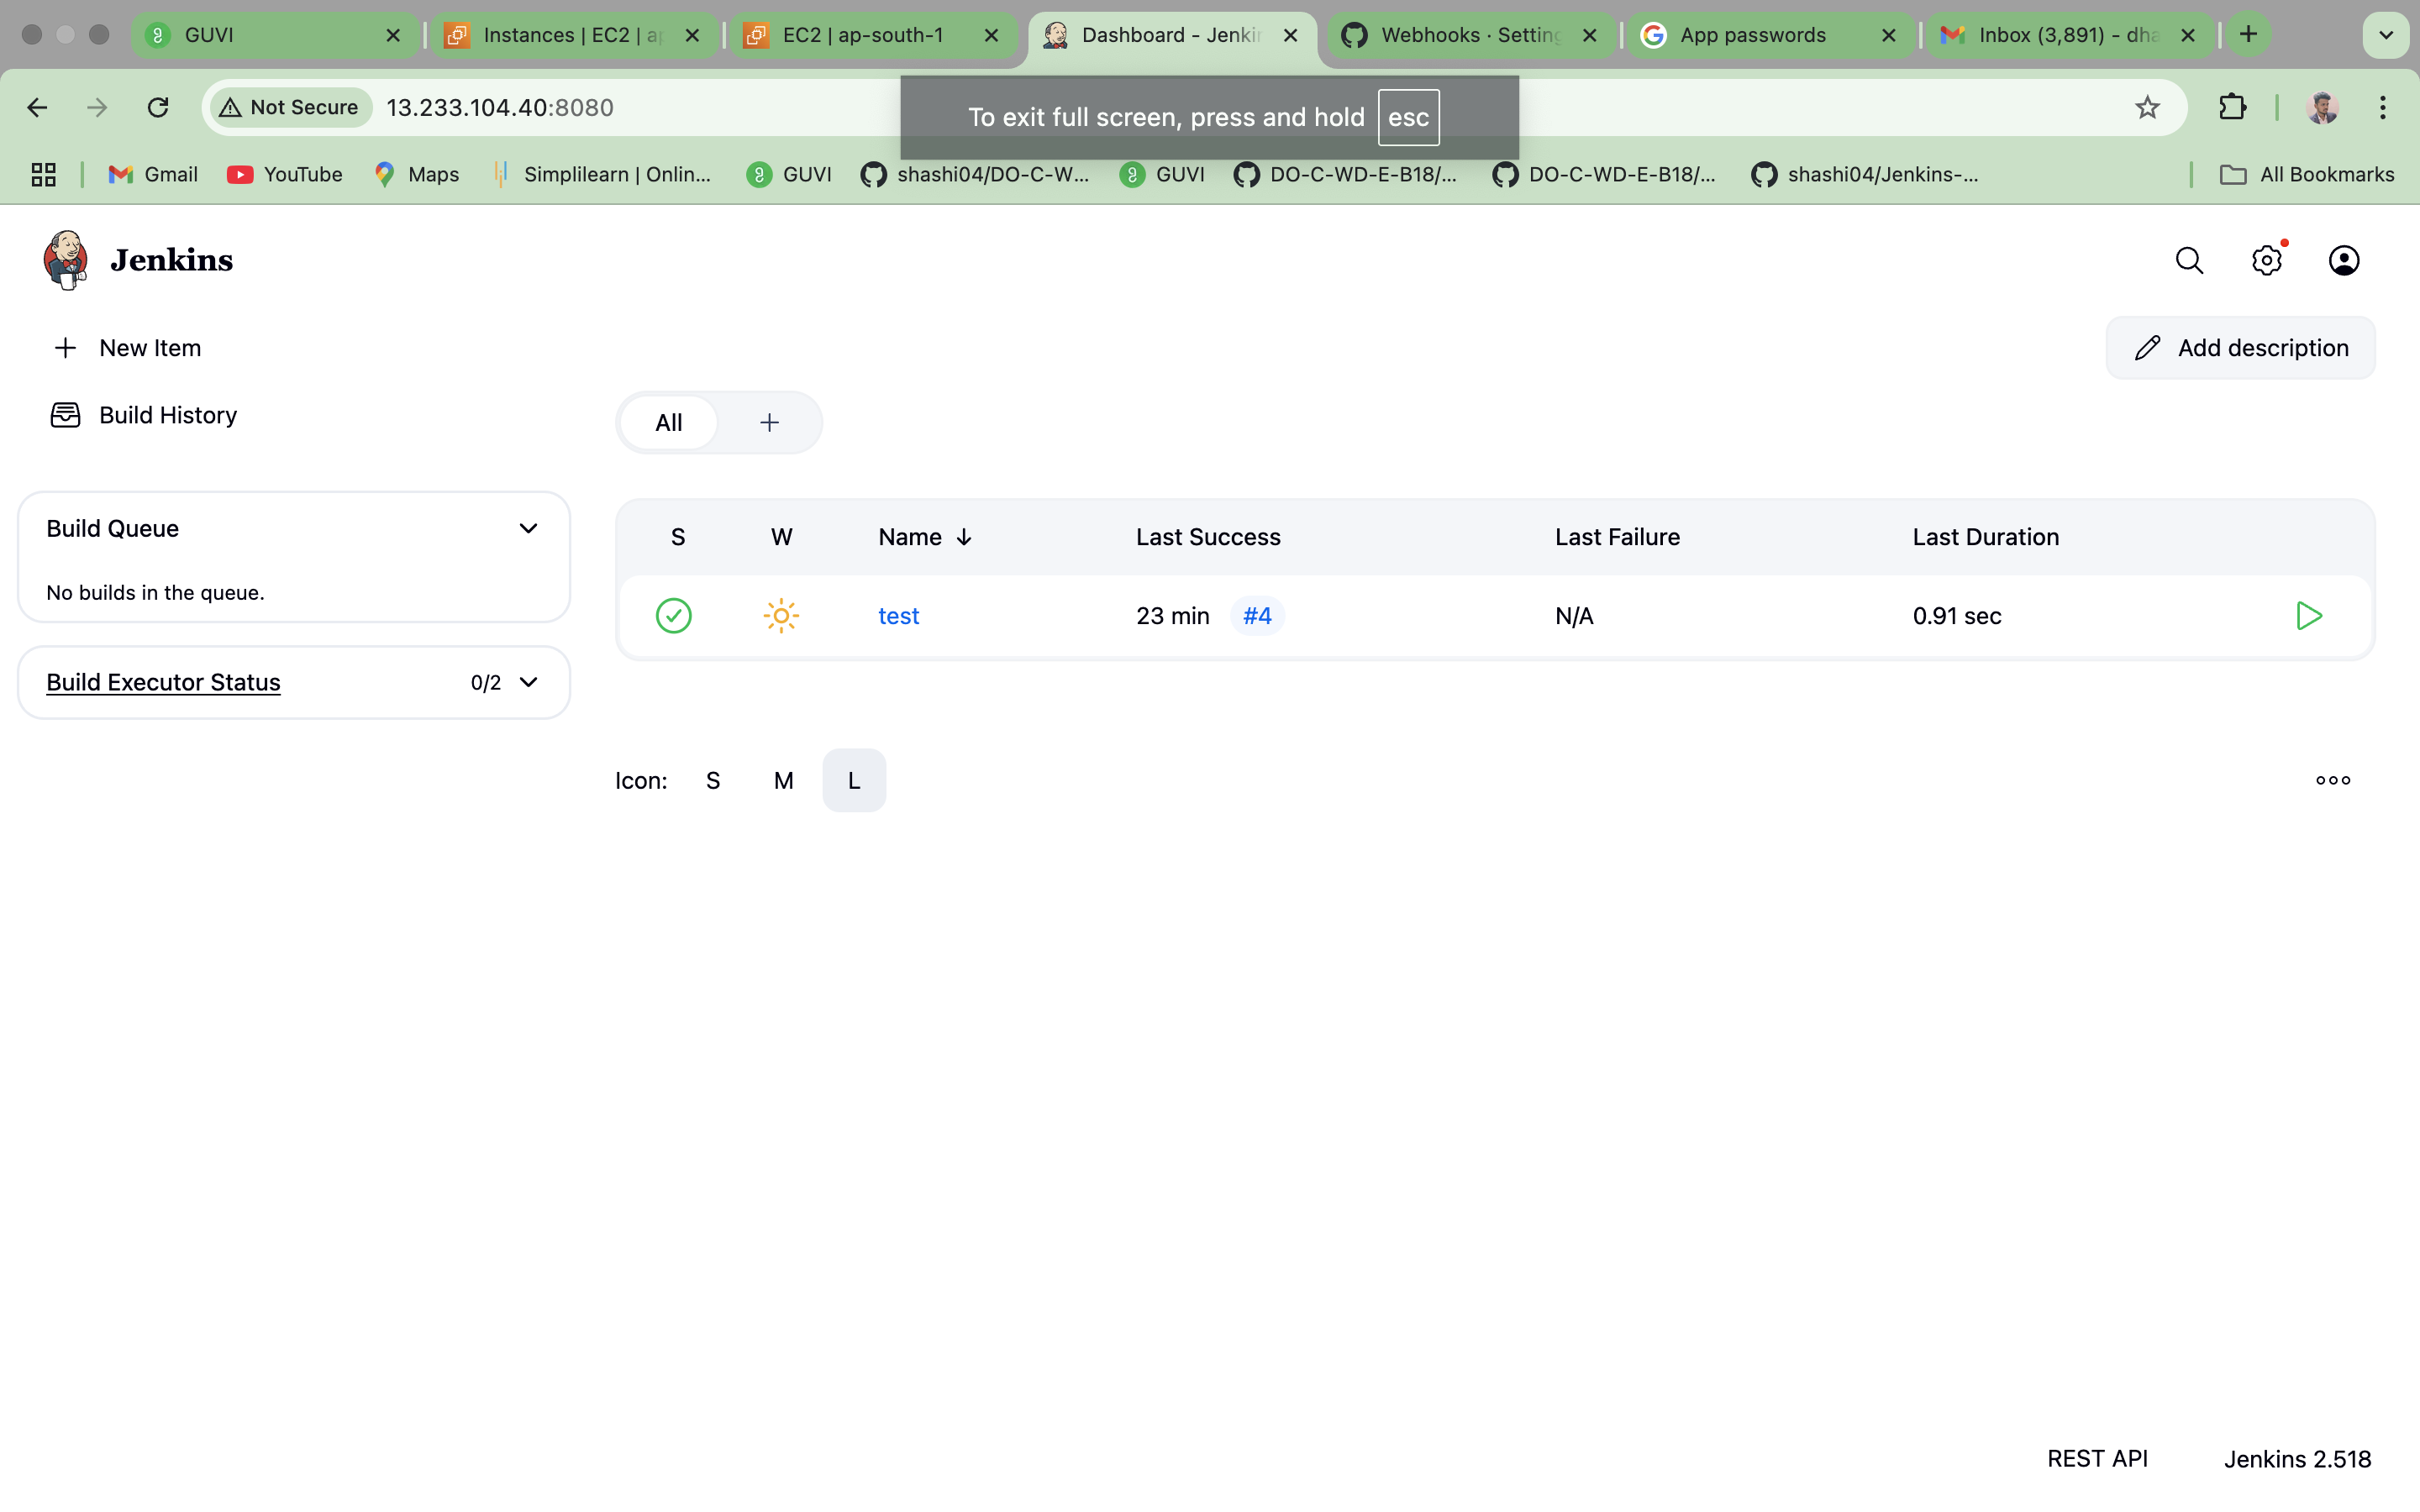 GUVI
Instances | EC2 | ap
EC2 | ap-south-1
Dashboard - Jenkin
Webhooks · Setting
App passwords
Inbox (3,891) - dha
Not Secure
13.233.104.40:8080
To exit full screen, press and hold esc
Gmail
YouTube
Maps
Simplilearn | Onlin...
GUVI
shashi04/DO-C-W...
GUVI
DO-C-WD-E-B18/...
DO-C-WD-E-B18/...
shashi04/Jenkins-...
All Bookmarks
Jenkins
New Item
Add description
Build History
All
Build Queue
No builds in the queue.
Build Executor Status 0/2
S W Name ↓ Last Success Last Failure Last Duration
test 23 min #4 N/A 0.91 sec
Icon: S M L
REST API
Jenkins 2.518